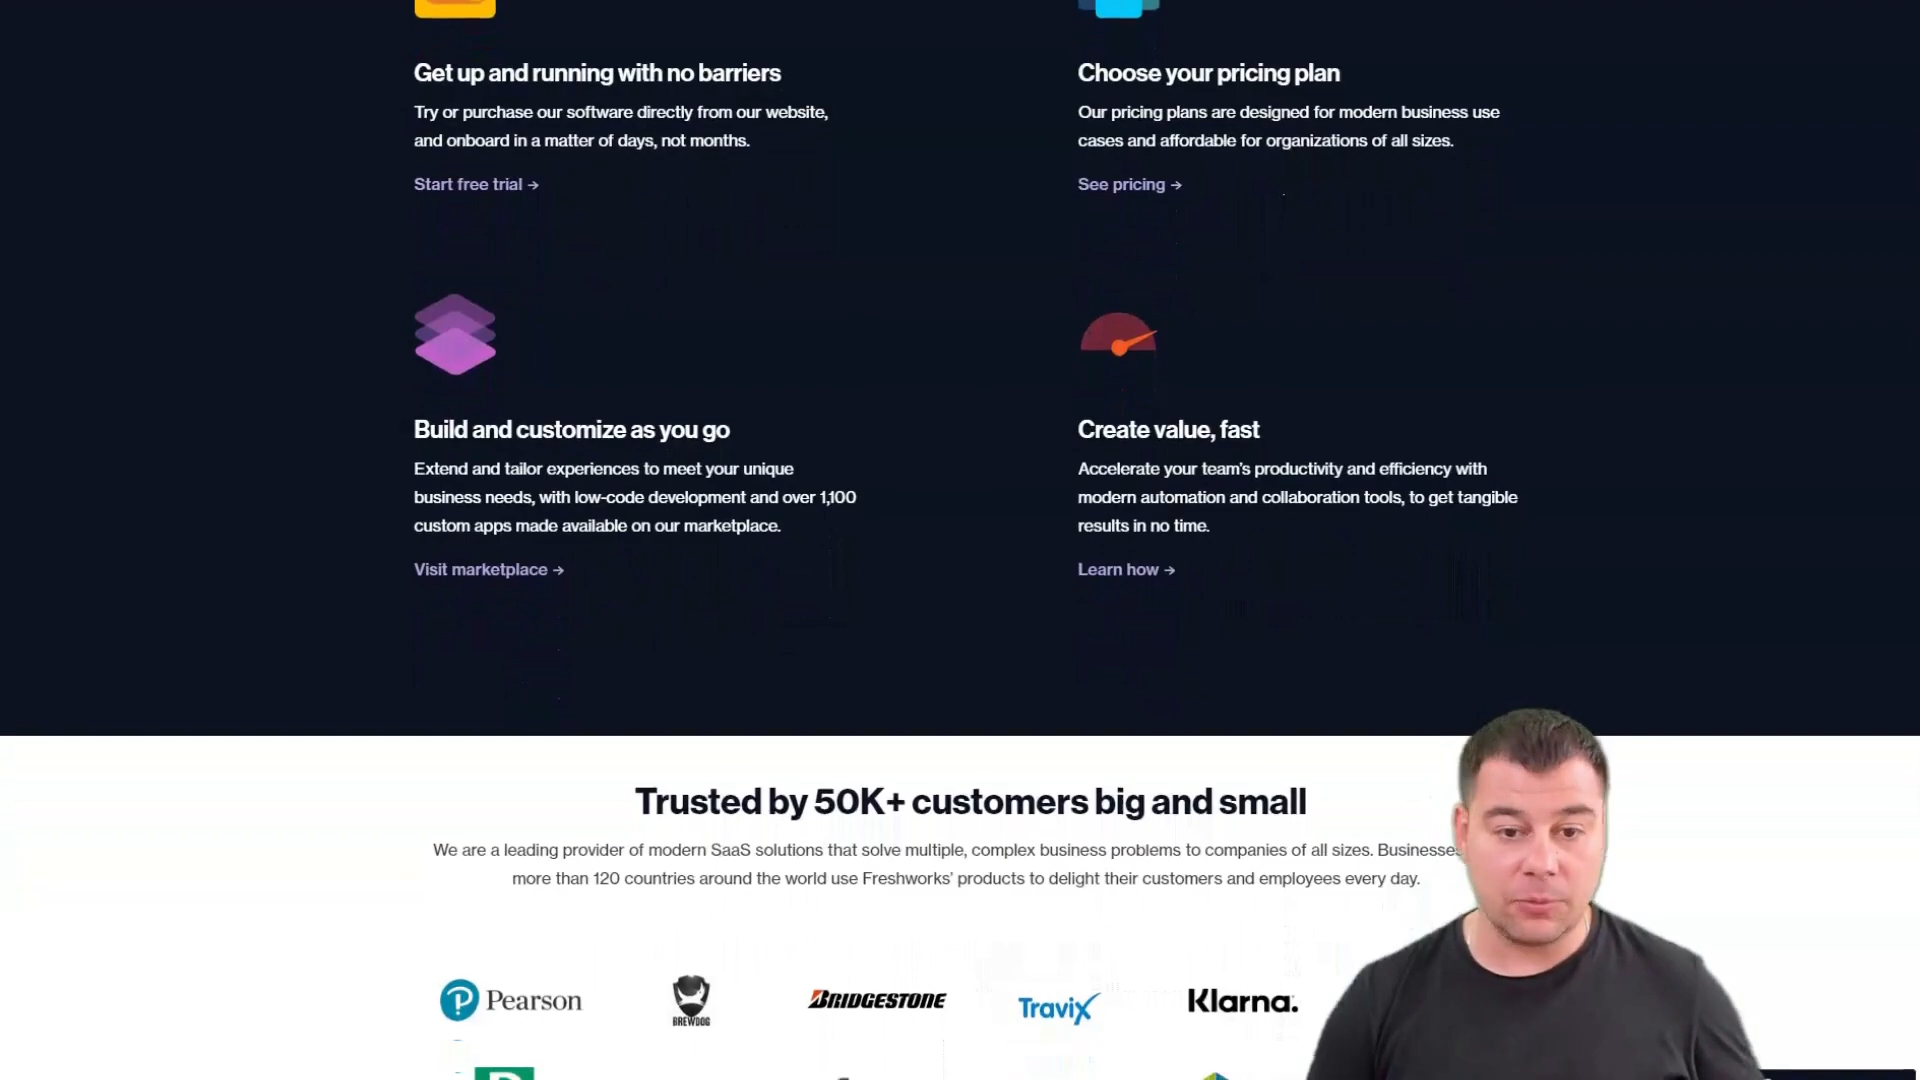 Get up and running with no barriers
Try or purchase our software directly from our website,
and onboard in a matter of days, not months.
Start free trial →
Choose your pricing plan
Our pricing plans are designed for modern business use
cases and affordable for organizations of all sizes.
See pricing →
Build and customize as you go
Extend and tailor experiences to meet your unique
business needs, with low-code development and over 1,100
custom apps made available on our marketplace.
Visit marketplace →
Create value, fast
Accelerate your team's productivity and efficiency with
modern automation and collaboration tools, to get tangible
results in no time.
Learn how →
Trusted by 50K+ customers big and small
We are a leading provider of modern SaaS solutions that solve multiple, complex business problems to companies of all sizes. Businesses
more than 120 countries around the world use Freshworks' products to delight their customers and employees every day.
Pearson
BREWDOG
BRIDGESTONE
Travix
Klarna.